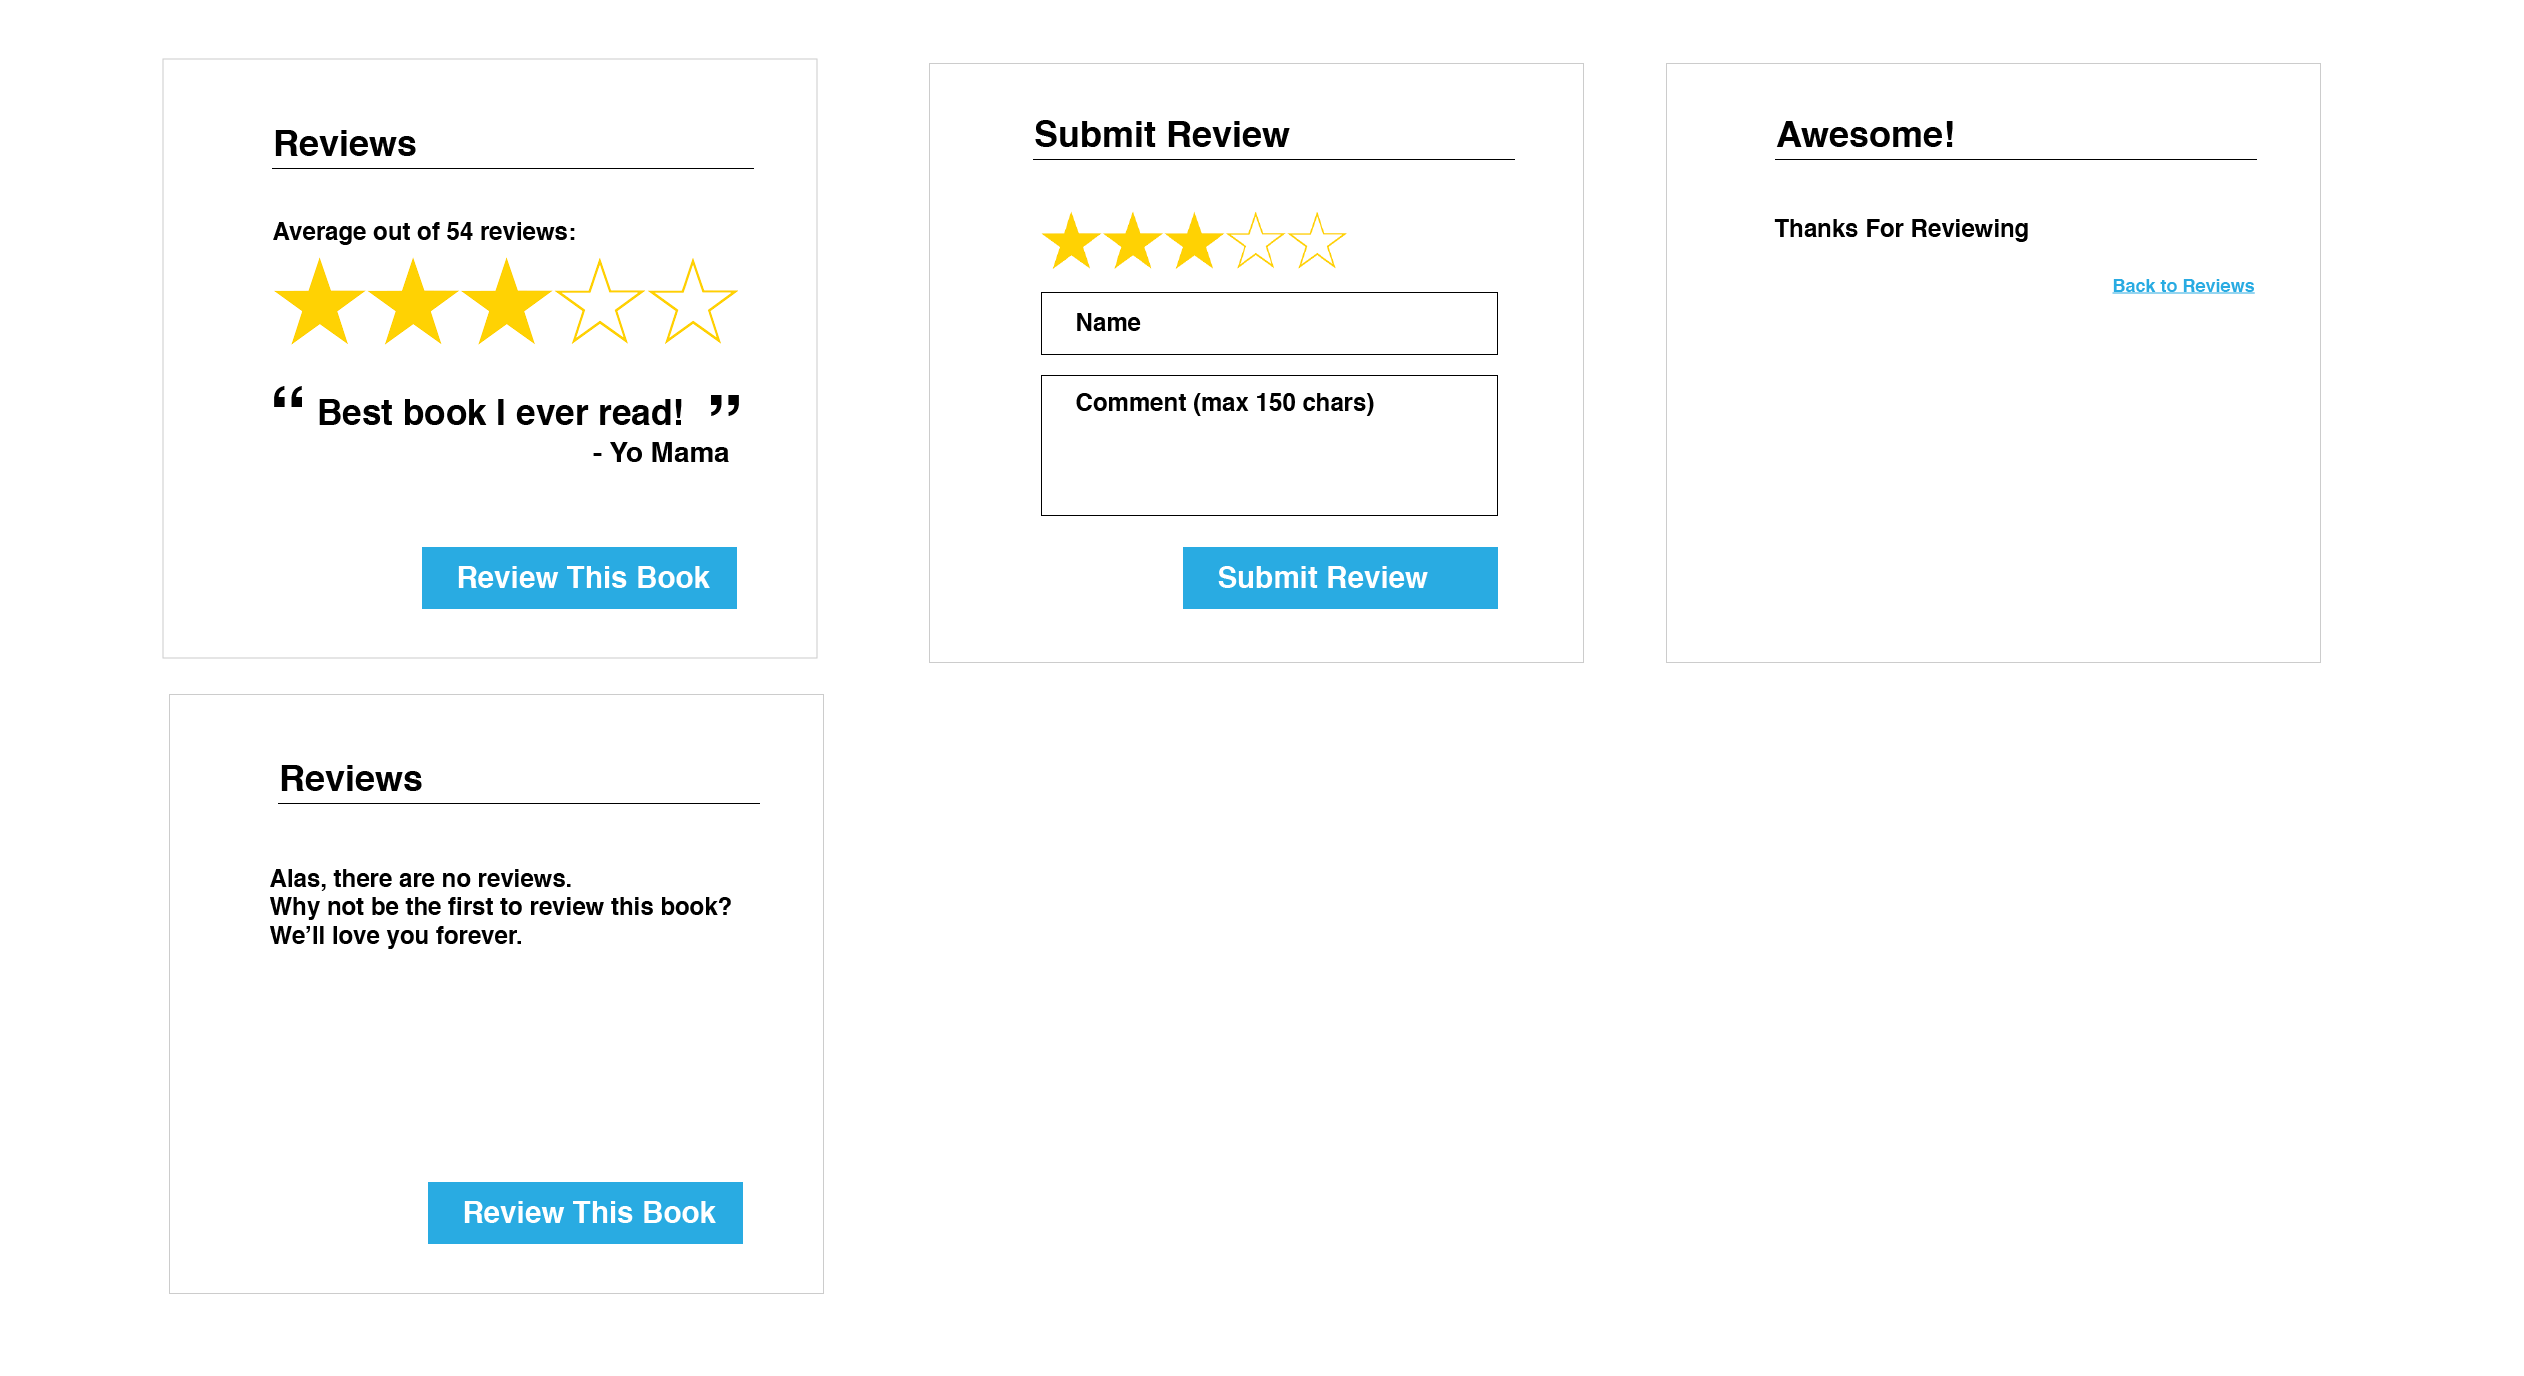 Reviews
Average out of 54 reviews:
“ Best book I ever read! ”
- Yo Mama
Review This Book
Submit Review
Name
Comment (max 150 chars)
Submit Review
Awesome!
Thanks For Reviewing
Back to Reviews
Reviews
Alas, there are no reviews.
Why not be the first to review this book?
We’ll love you forever.
Review This Book